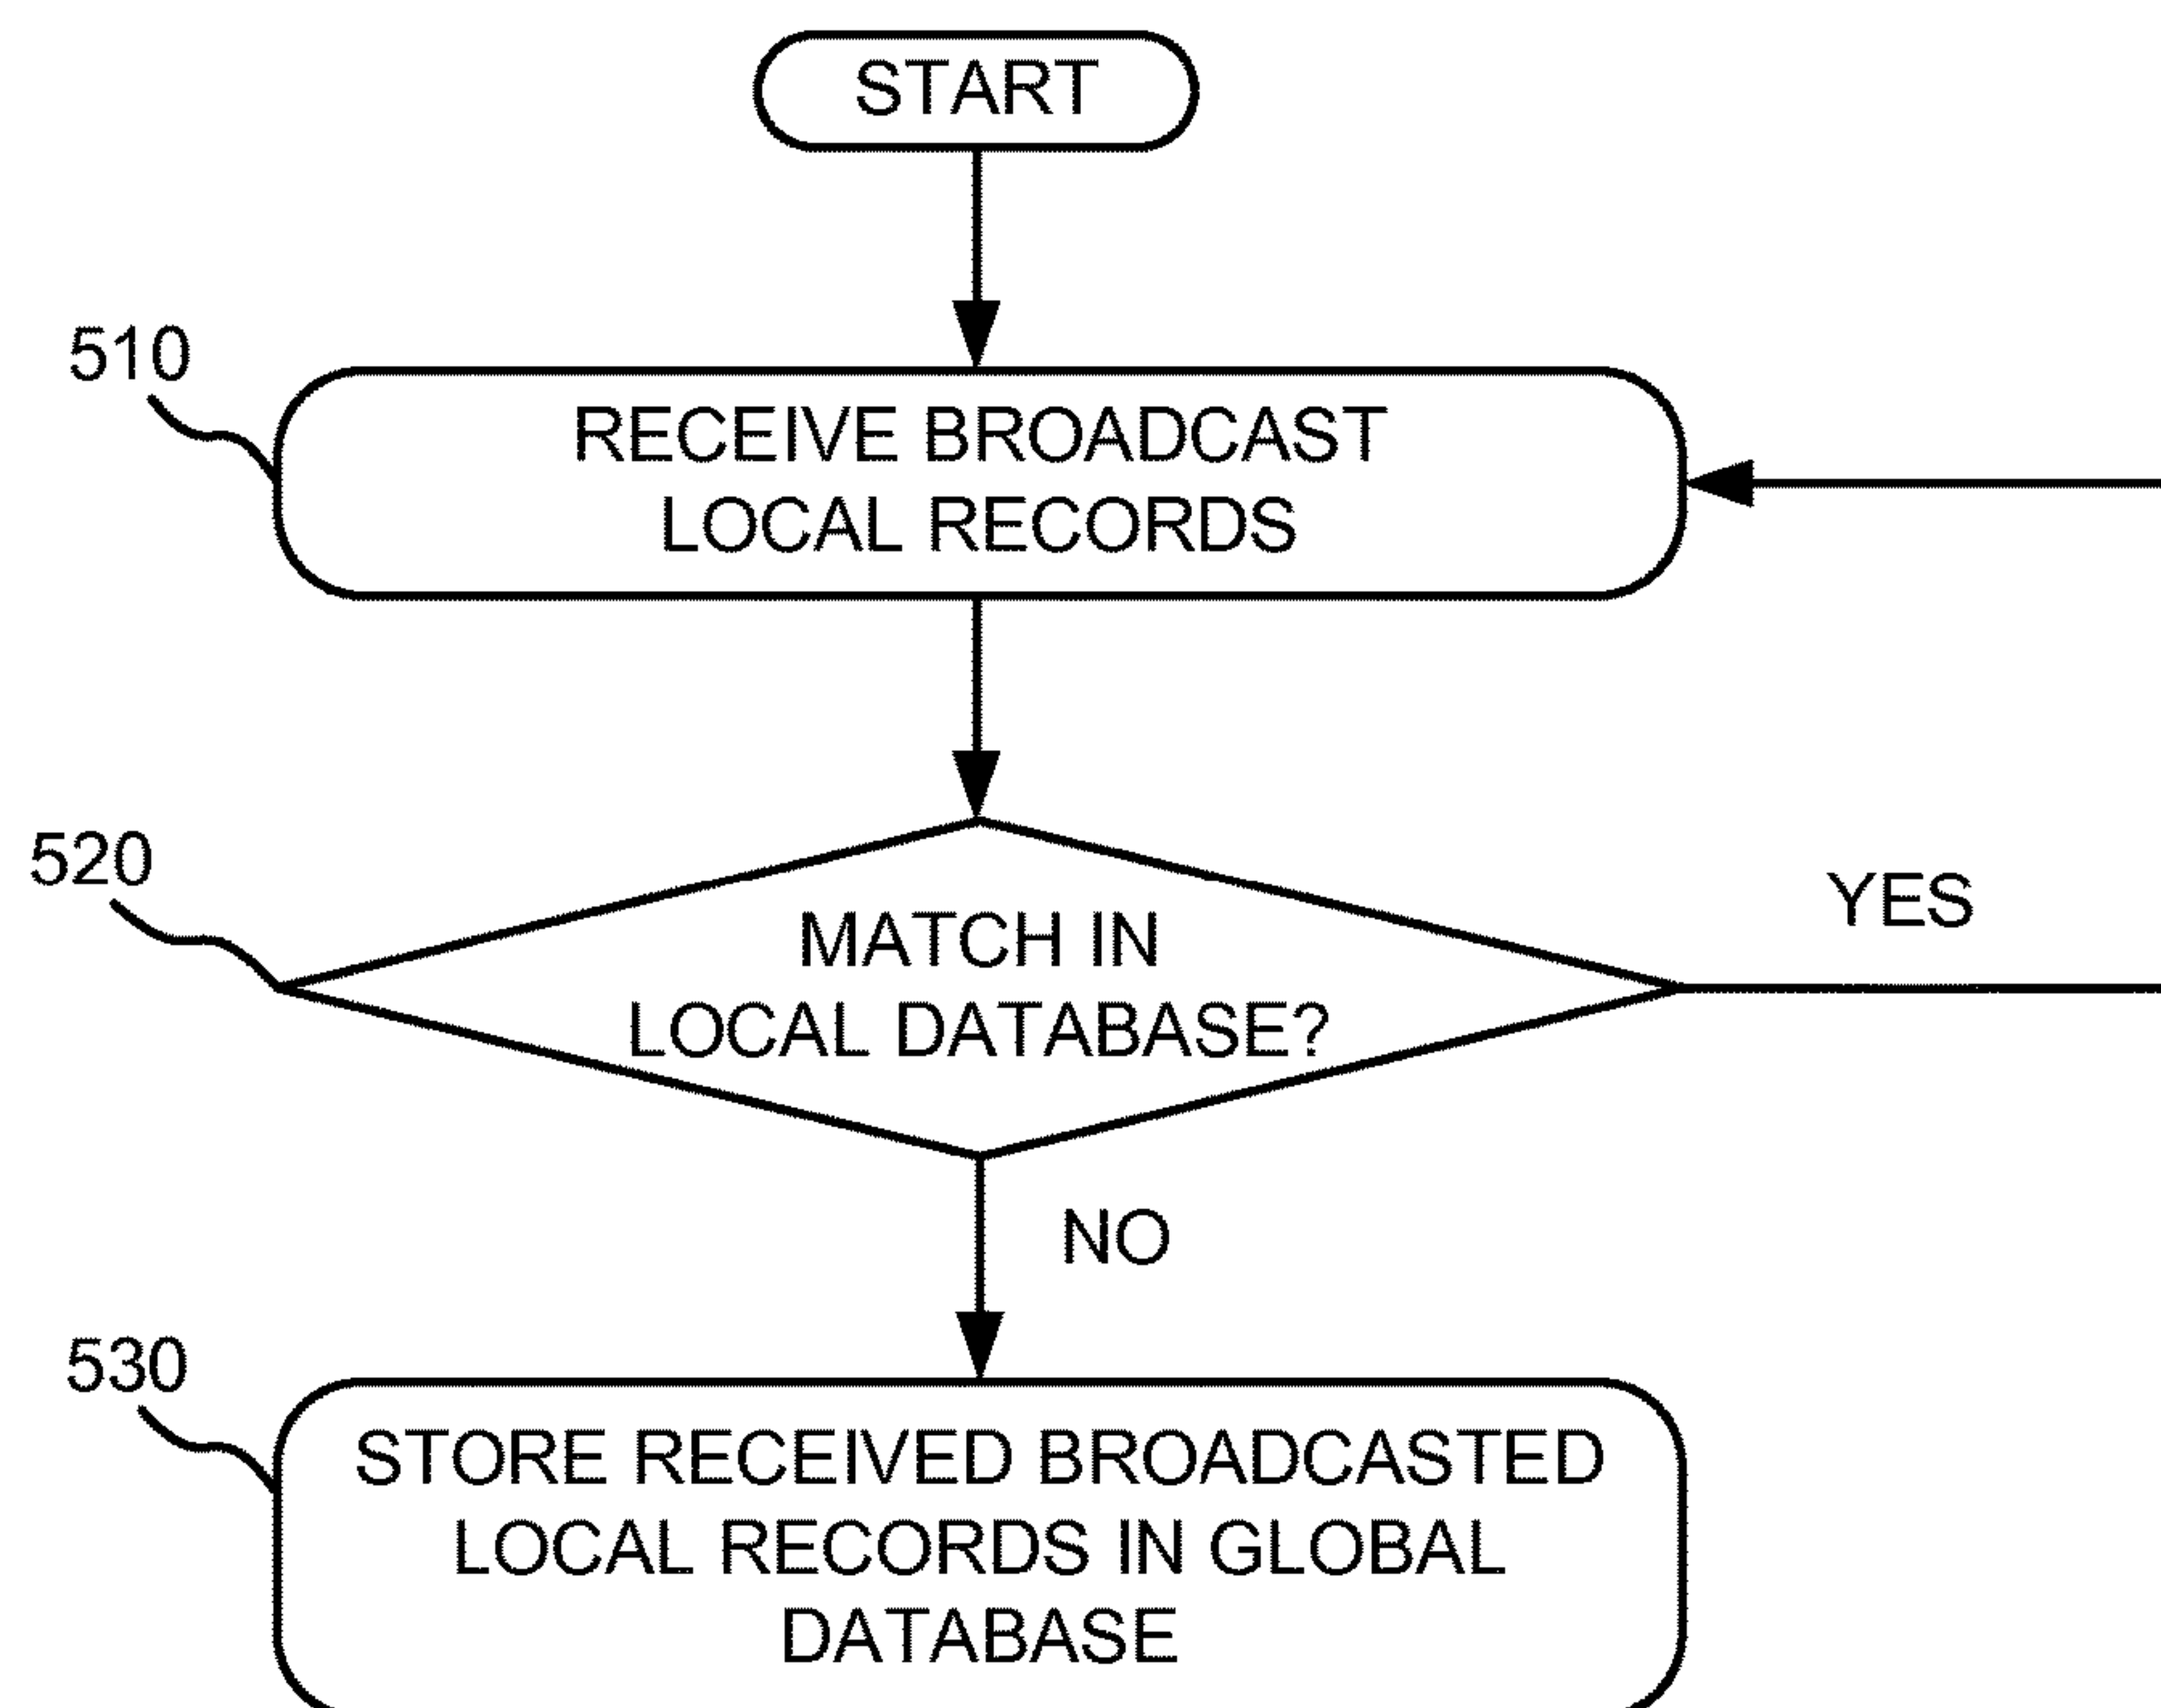 START
510
RECEIVE BROADCAST
LOCAL RECORDS
520
MATCH IN
LOCAL DATABASE?
YES
NO
530
STORE RECEIVED BROADCASTED
LOCAL RECORDS IN GLOBAL
DATABASE